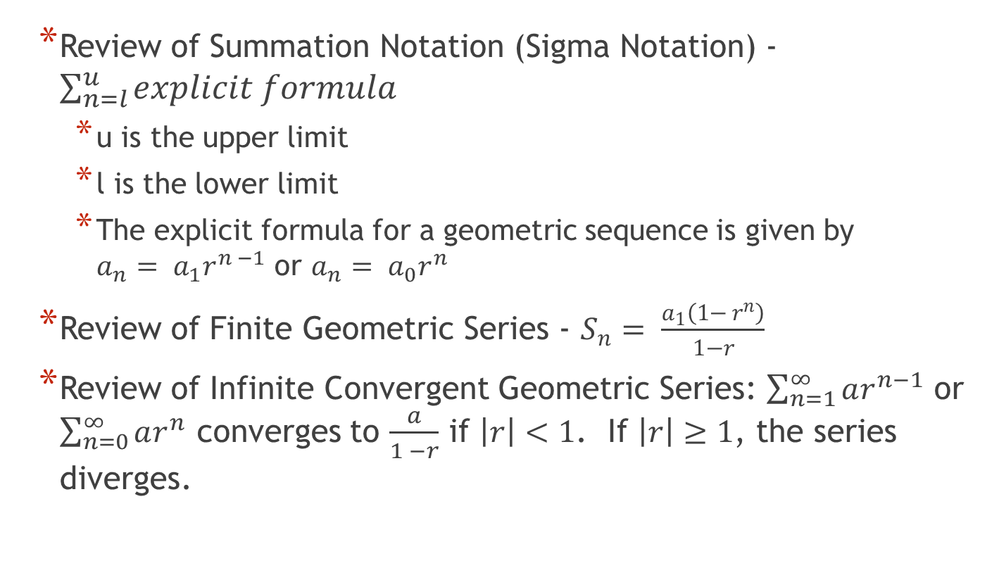 *Review of Summation Notation (Sigma Notation) -
$\sum_{n=l}^{u} explicit\ formula$
*u is the upper limit
*l is the lower limit
*The explicit formula for a geometric sequence is given by
$a_n = a_1 r^{n-1}$ or $a_n = a_0 r^n$
*Review of Finite Geometric Series - $S_n = \frac{a_1(1-r^n)}{1-r}$
*Review of Infinite Convergent Geometric Series: $\sum_{n=1}^{\infty} ar^{n-1}$ or
$\sum_{n=0}^{\infty} ar^n$ converges to $\frac{a}{1-r}$ if $|r| < 1$. If $|r| \geq 1$, the series
diverges.